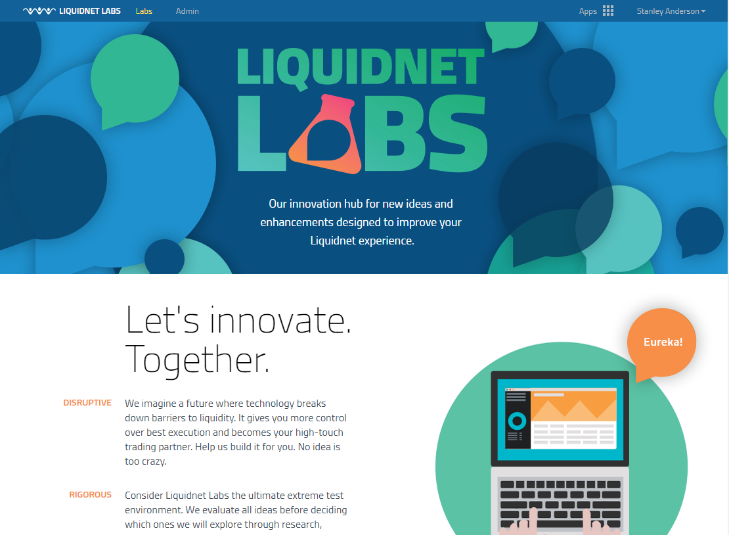 LIQUIDNET LABS
Labs
Admin
Apps
Stanley Anderson
LIQUIDNET
LABS
Our innovation hub for new ideas and
enhancements designed to improve your
Liquidnet experience.
Let's innovate.
Together.
Eureka!
DISRUPTIVE
We imagine a future where technology breaks
down barriers to liquidity. It gives you more control
over best execution and becomes your high-touch
trading partner. Help us build it for you. No idea is
too crazy.
RIGOROUS
Consider Liquidnet Labs the ultimate extreme test
environment. We evaluate all ideas before deciding
which ones we will explore through research,